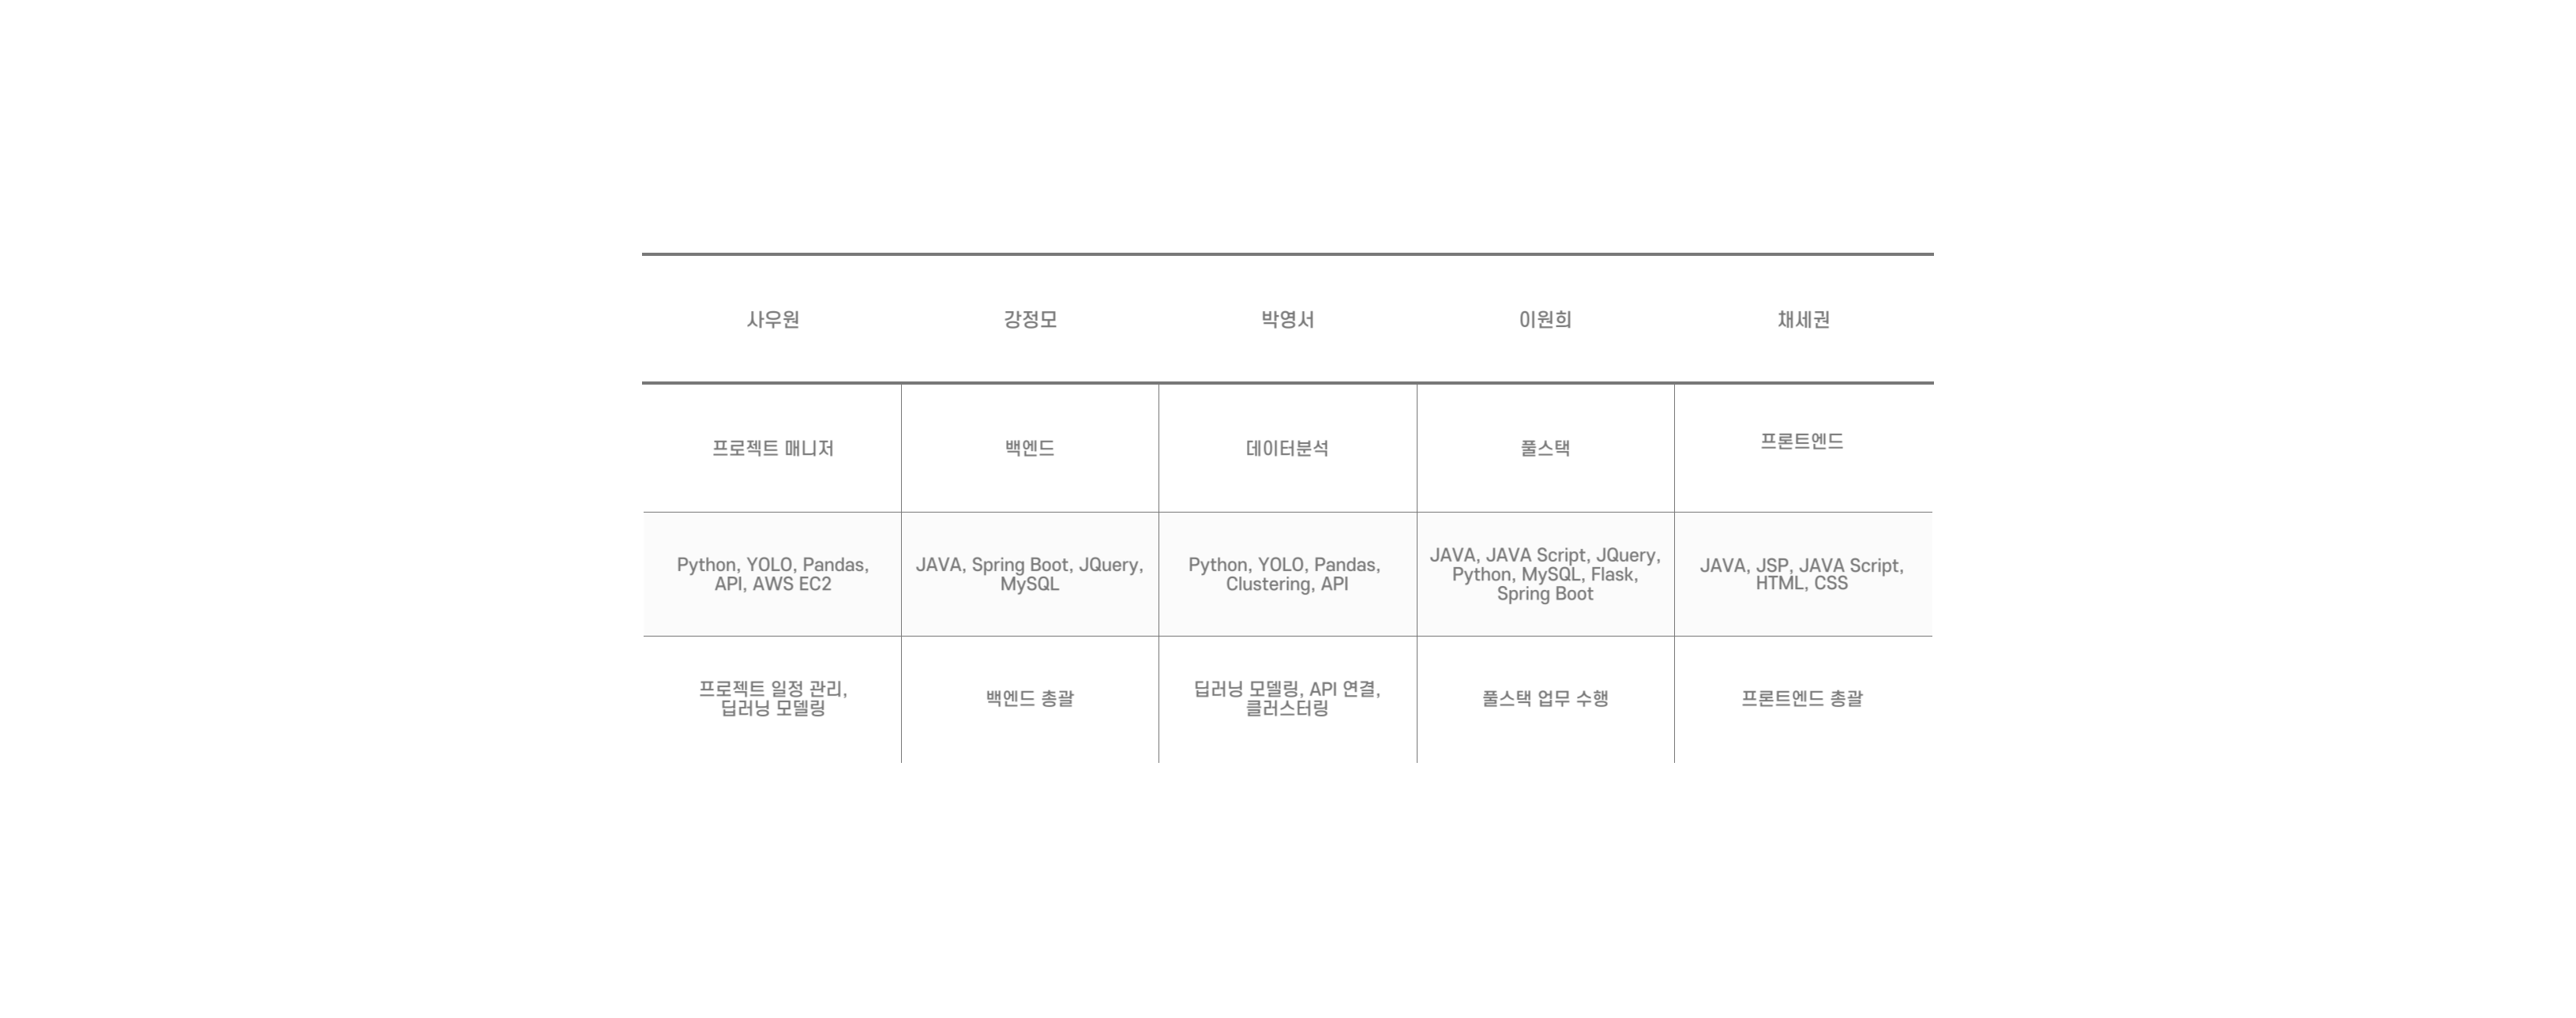 사우원 강정모 박영서 이원희 채세권
프로젝트 매니저 백엔드 데이터분석 풀스택 프론트엔드
Python, YOLO, Pandas,
API, AWS EC2
JAVA, Spring Boot, JQuery,
MySQL
Python, YOLO, Pandas,
Clustering, API
JAVA, JAVA Script, JQuery,
Python, MySQL, Flask,
Spring Boot
JAVA, JSP, JAVA Script,
HTML, CSS
프로젝트 일정 관리,
딥러닝 모델링
백엔드 총괄
딥러닝 모델링, API 연결,
클러스터링
풀스택 업무 수행
프론트엔드 총괄